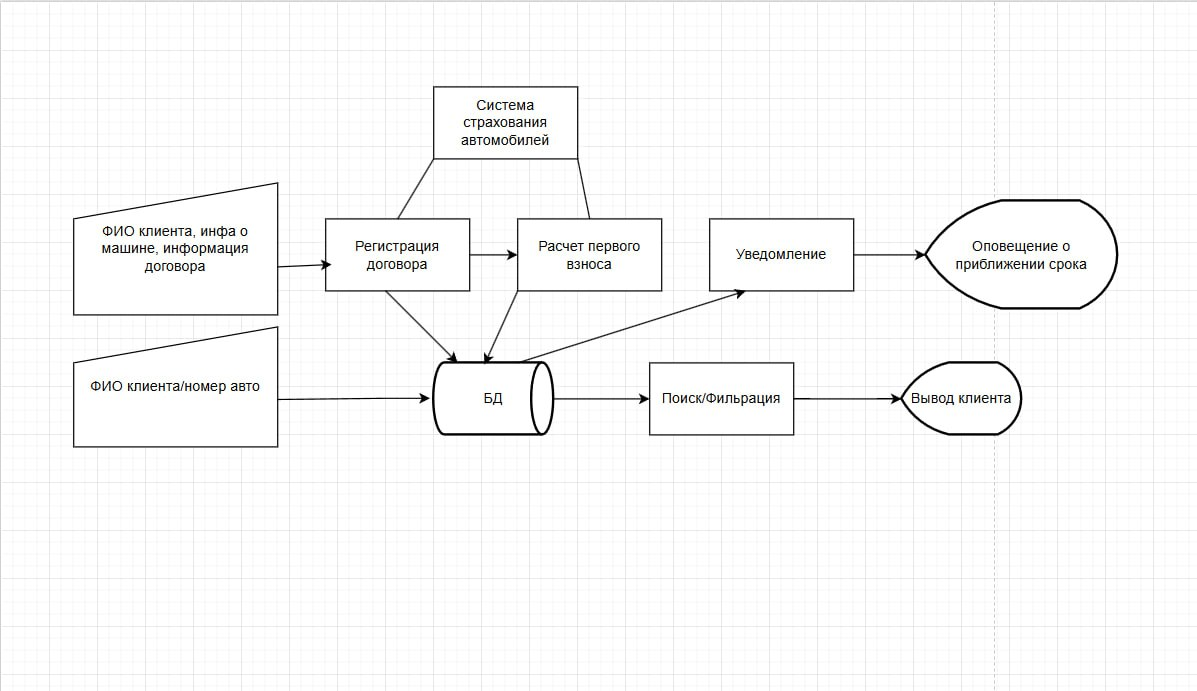 Система
страхования
автомобилей
ФИО клиента, инфа о
машине, информация
договора
Регистрация
договора
Расчет первого
взноса
Уведомление
Оповещение о
приближении срока
ФИО клиента/номер авто
БД
Поиск/Фильрация
Вывод клиента